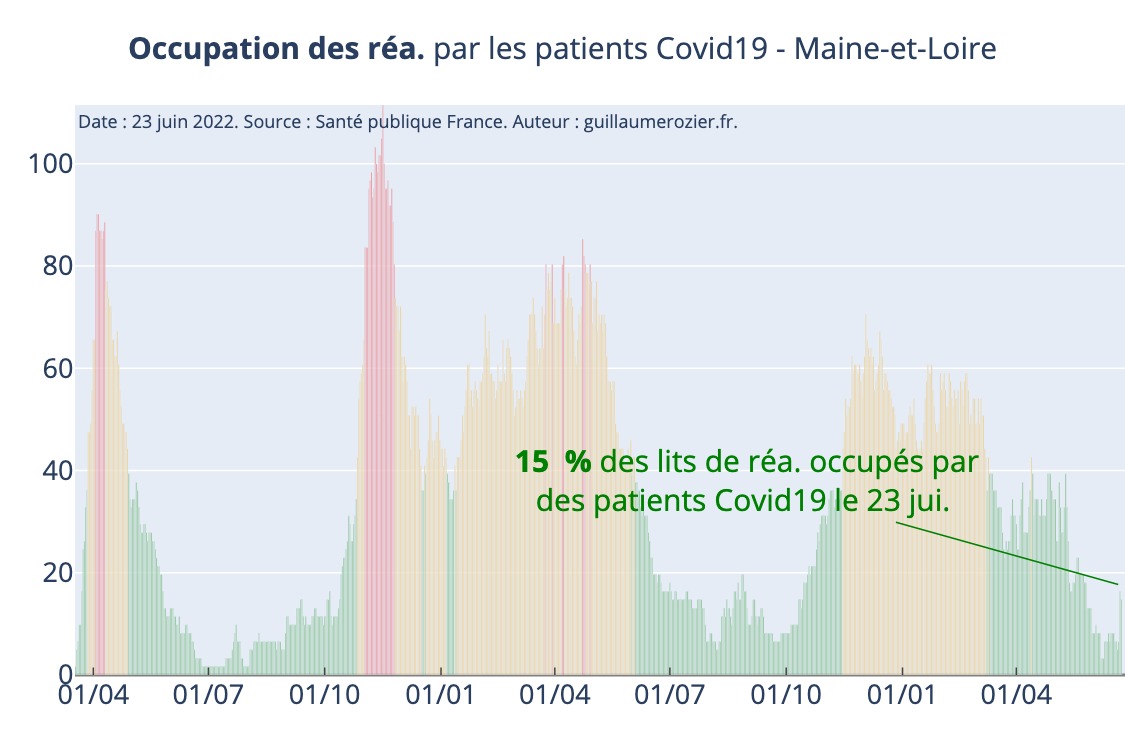 Occupation des réa. par les patients Covid19 - Maine-et-Loire
Date : 23 juin 2022. Source : Santé publique France. Auteur : guillaumerozier.fr.
100
80
60
40
20
0
15 % des lits de réa. occupés par
des patients Covid19 le 23 jui.
01/04 01/07 01/10 01/01 01/04 01/07 01/10 01/01 01/04